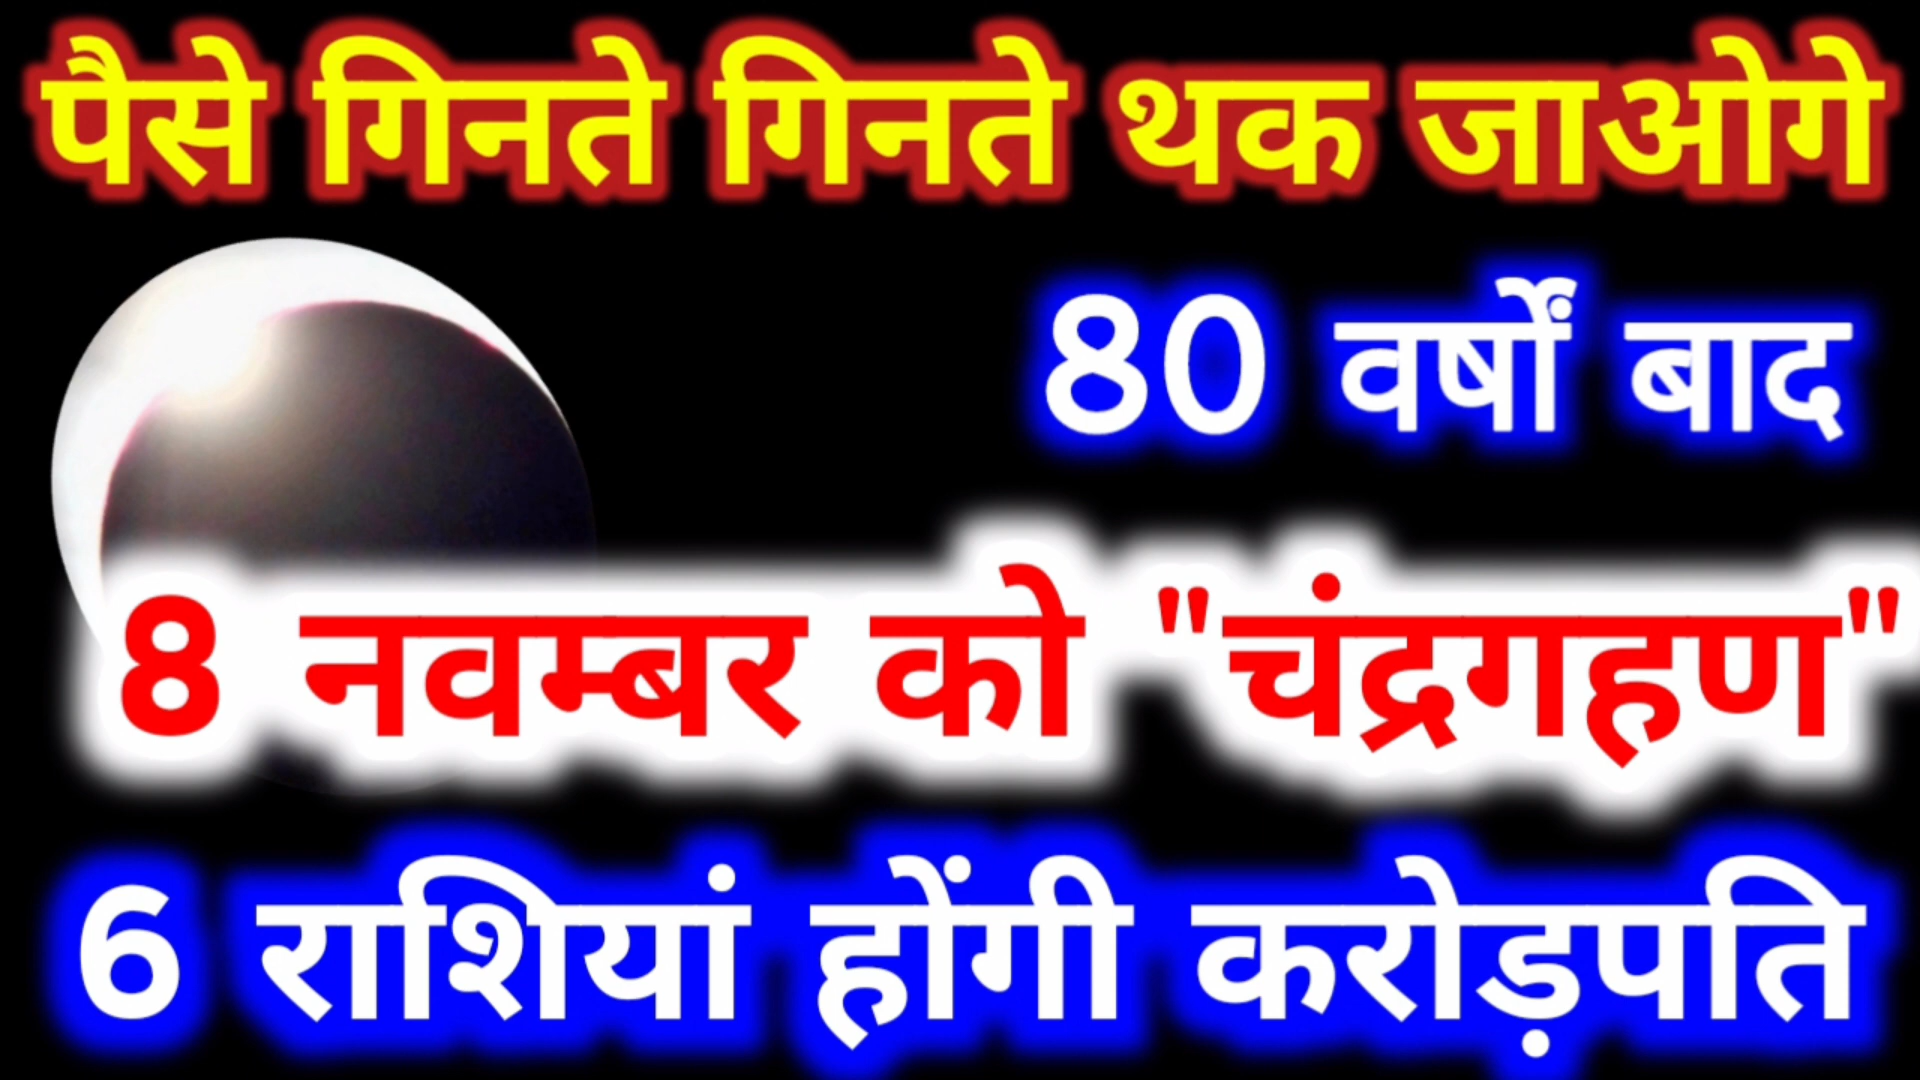 पैसे गिनते गिनते थक जाओगे
80 वर्षों बाद
8 नवम्बर को "चंद्रगहण"
6 राशियां होंगी करोड़पति